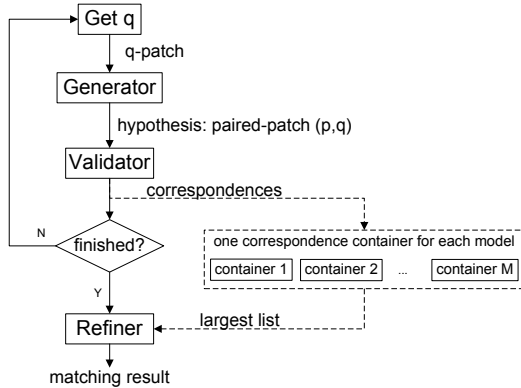 Get q
q-patch
Generator
hypothesis: paired-patch (p,q)
Validator
correspondences
N
finished?
one correspondence container for each model
container 1 container 2 ... container M
Y
Refiner
largest list
matching result